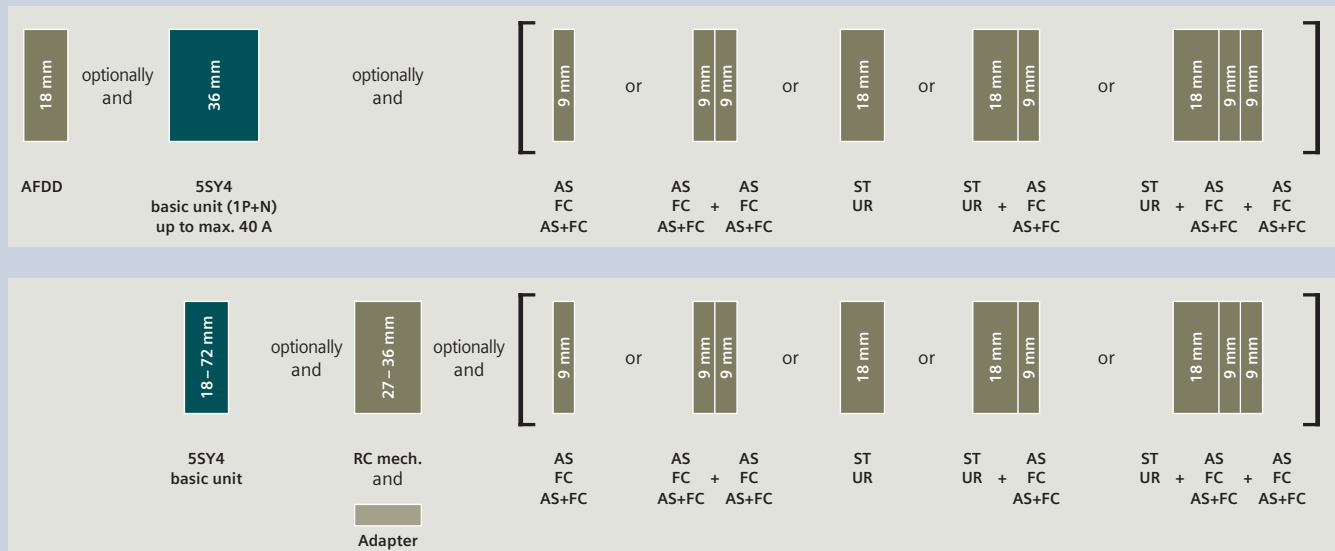 18 mm
optionally
and
36 mm
optionally
and
9 mm
or
9 mm
9 mm
or
18 mm
or
18 mm
9 mm
or
18 mm
9 mm
9 mm
AFDD
5SY4
basic unit (1P+N)
up to max. 40 A
AS
FC
AS+FC
AS AS
FC + FC
AS+FC AS+FC
ST
UR
ST AS
UR + FC
AS+FC
ST AS AS
UR + FC + FC
AS+FC AS+FC
18 – 72 mm
optionally
and
27 – 36 mm
optionally
and
9 mm
or
9 mm
9 mm
or
18 mm
or
18 mm
9 mm
or
18 mm
9 mm
9 mm
5SY4
basic unit
RC mech.
and
Adapter
AS
FC
AS+FC
AS AS
FC + FC
AS+FC AS+FC
ST
UR
ST AS
UR + FC
AS+FC
ST AS AS
UR + FC + FC
AS+FC AS+FC